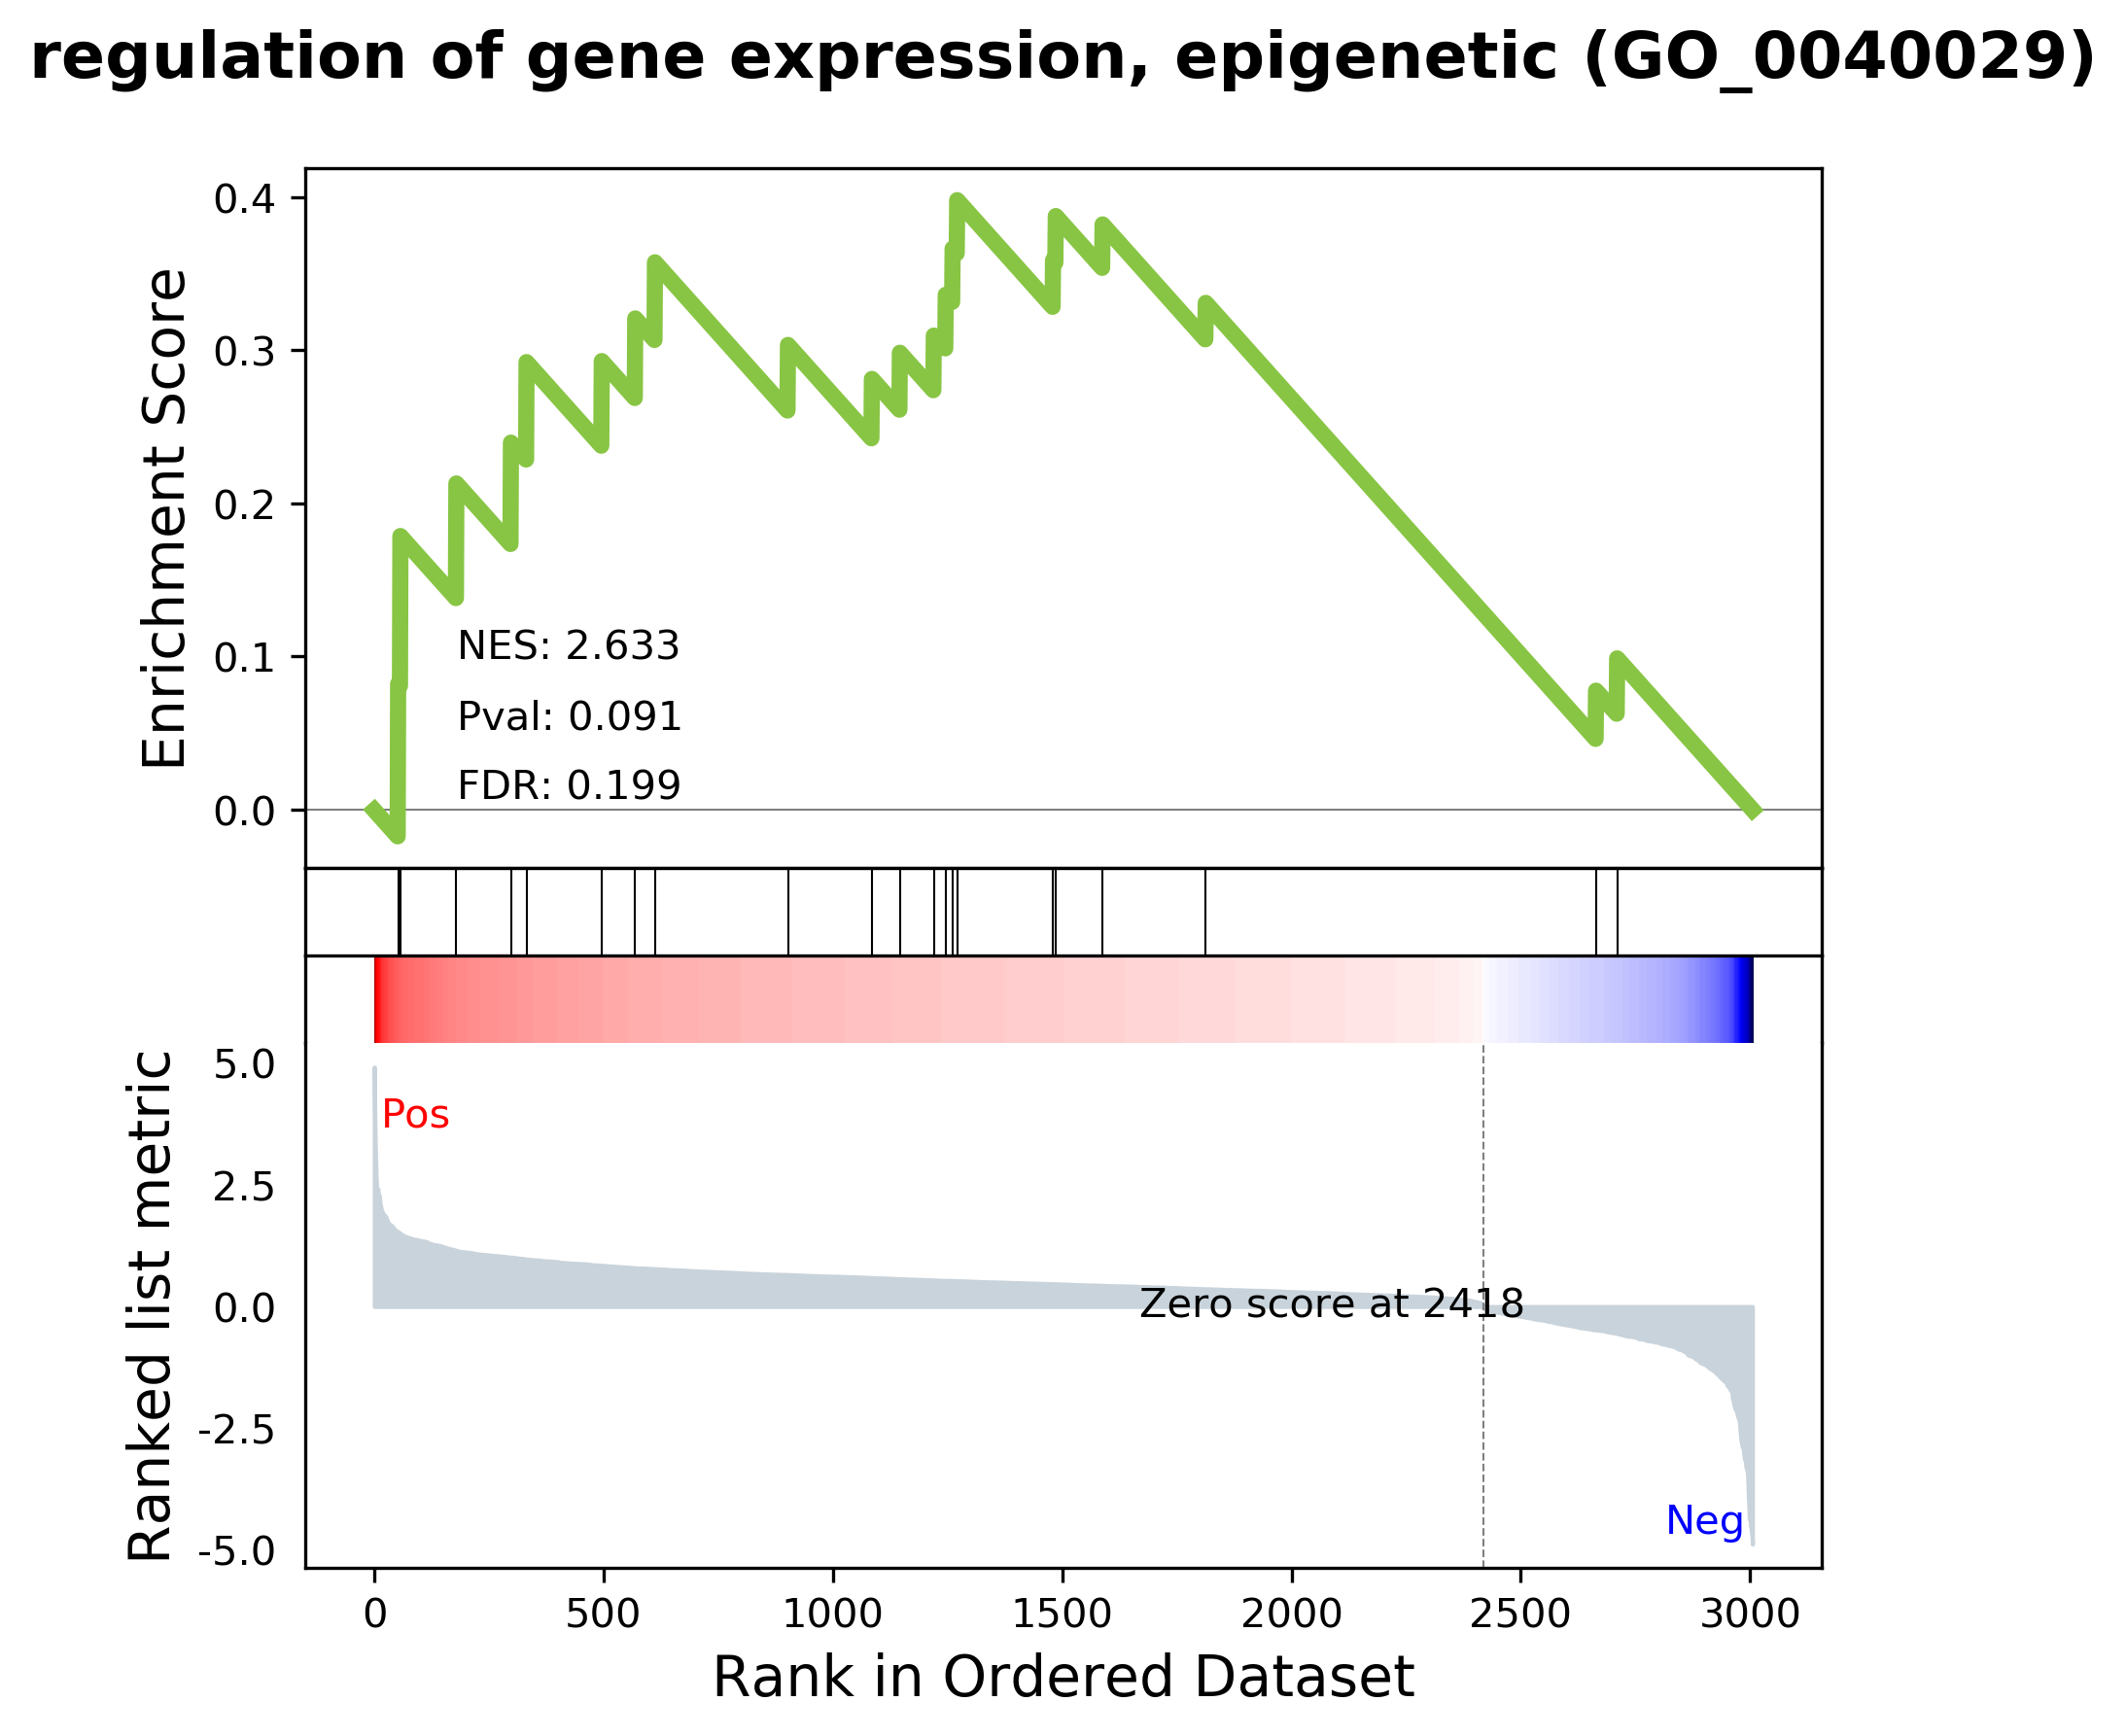 regulation of gene expression, epigenetic (GO_0040029)
Enrichment Score
0.4
0.3
0.2
0.1
0.0
NES: 2.633
Pval: 0.091
FDR: 0.199
Ranked list metric
5.0
2.5
0.0
-2.5
-5.0
Pos
Zero score at 2418
Neg
0 500 1000 1500 2000 2500 3000
Rank in Ordered Dataset